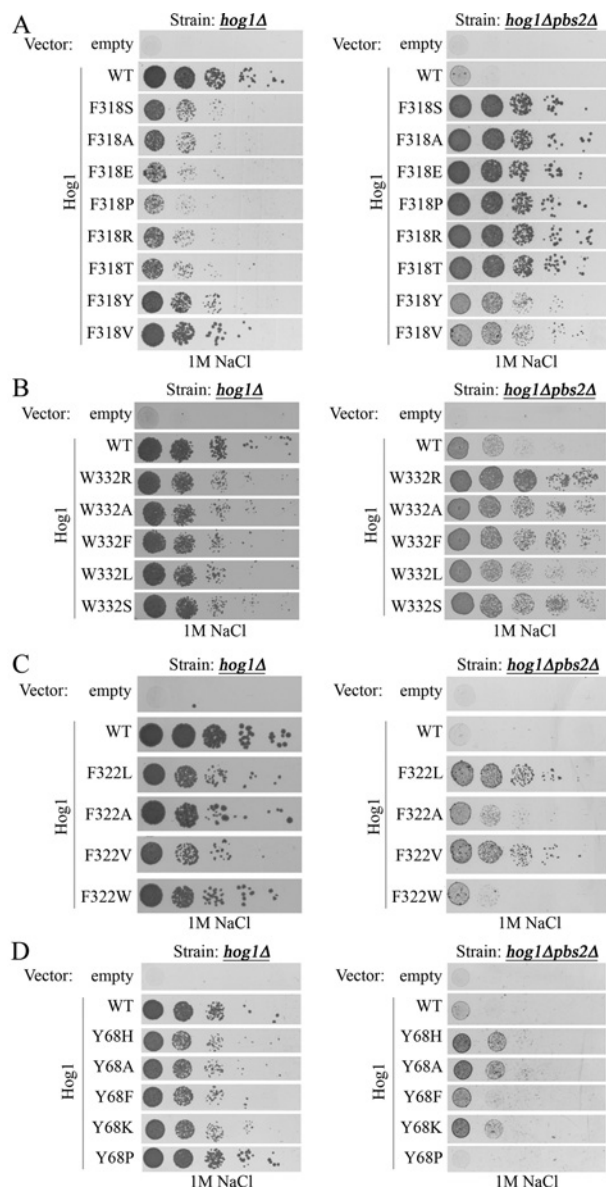 A
Strain: hog1Δ
Strain: hog1Δpbs2Δ
Vector: empty
Vector: empty
Hog1
WT
F318S
F318A
F318E
F318P
F318R
F318T
F318Y
F318V
Hog1
WT
F318S
F318A
F318E
F318P
F318R
F318T
F318Y
F318V
1M NaCl
1M NaCl
B
Strain: hog1Δ
Strain: hog1Δpbs2Δ
Vector: empty
Vector: empty
Hog1
WT
W332R
W332A
W332F
W332L
W332S
Hog1
WT
W332R
W332A
W332F
W332L
W332S
1M NaCl
1M NaCl
C
Strain: hog1Δ
Strain: hog1Δpbs2Δ
Vector: empty
Vector: empty
Hog1
WT
F322L
F322A
F322V
F322W
Hog1
WT
F322L
F322A
F322V
F322W
1M NaCl
1M NaCl
D
Strain: hog1Δ
Strain: hog1Δpbs2Δ
Vector: empty
Vector: empty
Hog1
WT
Y68H
Y68A
Y68F
Y68K
Y68P
Hog1
WT
Y68H
Y68A
Y68F
Y68K
Y68P
1M NaCl
1M NaCl